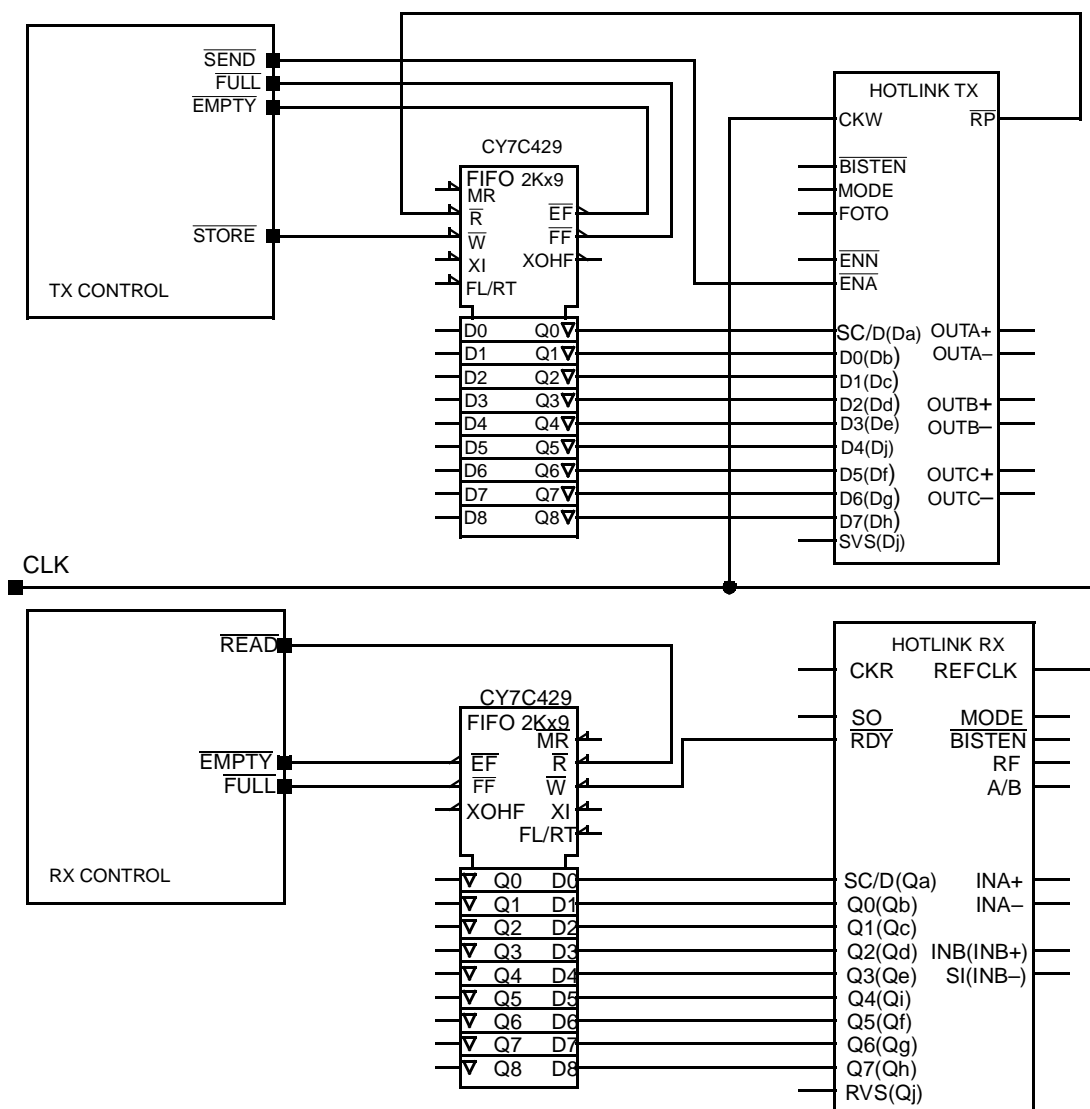 SEND
FULL
EMPTY
STORE
TX CONTROL
CY7C429
FIFO 2Kx9
MR
R
W
XI
FL/RT
EF
FF
XOHF
D0 Q0
D1 Q1
D2 Q2
D3 Q3
D4 Q4
D5 Q5
D6 Q6
D7 Q7
D8 Q8
HOTLINK TX
CKW RP
BISTEN
MODE
FOTO
ENN
ENA
SC/D(Da) OUTA+
D0(Db) OUTA–
D1(Dc)
D2(Dd) OUTB+
D3(De) OUTB–
D4(Dj)
D5(Df) OUTC+
D6(Dg) OUTC–
D7(Dh)
SVS(Dj)
CLK
READ
EMPTY
FULL
RX CONTROL
CY7C429
FIFO 2Kx9
MR
EF R
FF W
XOHF XI
FL/RT
Q0 D0
Q1 D1
Q2 D2
Q3 D3
Q4 D4
Q5 D5
Q6 D6
Q7 D7
Q8 D8
HOTLINK RX
CKR REFCLK
SO MODE
RDY BISTEN
RF
A/B
SC/D(Qa) INA+
Q0(Qb) INA–
Q1(Qc)
Q2(Qd) INB(INB+)
Q3(Qe) SI(INB–)
Q4(Qi)
Q5(Qf)
Q6(Qg)
Q7(Qh)
RVS(Qj)